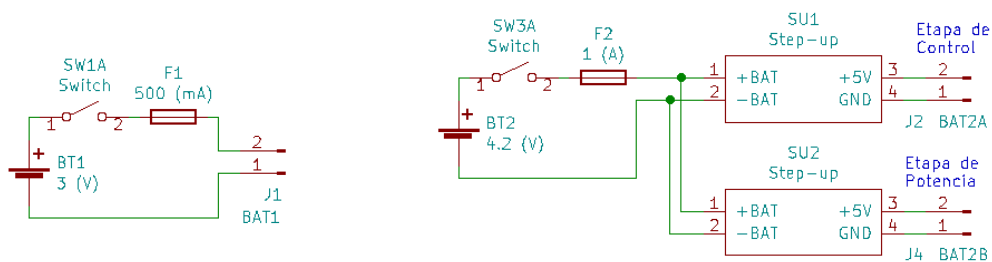 SW1A
Switch
F1
500 (mA)
1
2
+
BT1
3 (V)
2
1
J1
BAT1
SW3A
Switch
F2
1 (A)
1
2
+
BT2
4.2 (V)
SU1
Step-up
1 +BAT +5V 3
2 -BAT GND 4
Etapa de
Control
2
1
J2 BAT2A
SU2
Step-up
1 +BAT +5V 3
2 -BAT GND 4
Etapa de
Potencia
2
1
J4 BAT2B